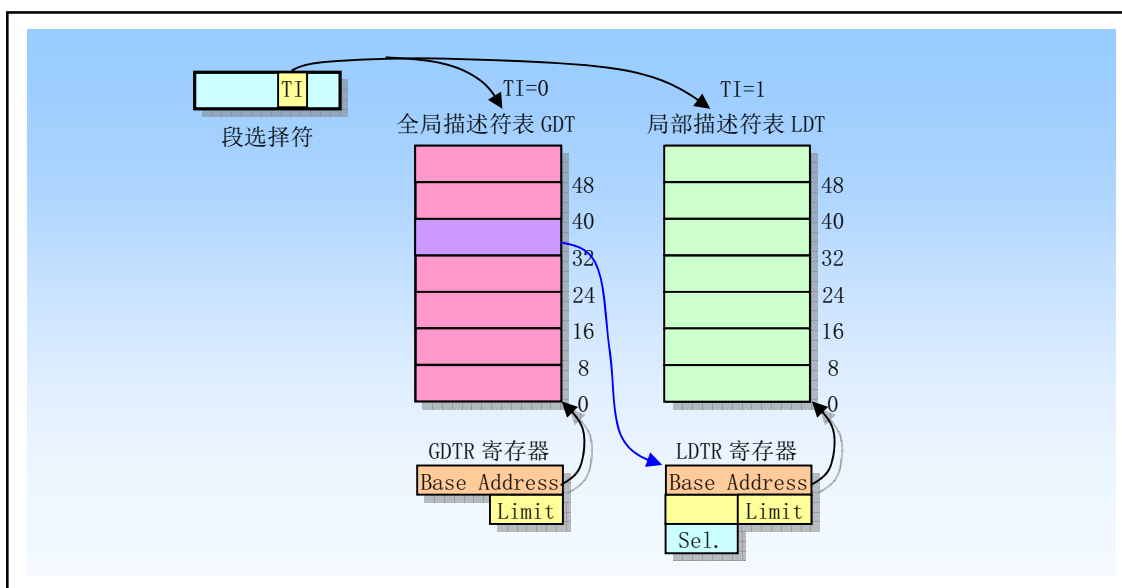 TI
TI=0
TI=1
段选择符
全局描述符表 GDT
局部描述符表 LDT
48
40
32
24
16
8
0
48
40
32
24
16
8
0
GDTR 寄存器
Base Address
Limit
LDTR 寄存器
Base Address
Limit
Sel.